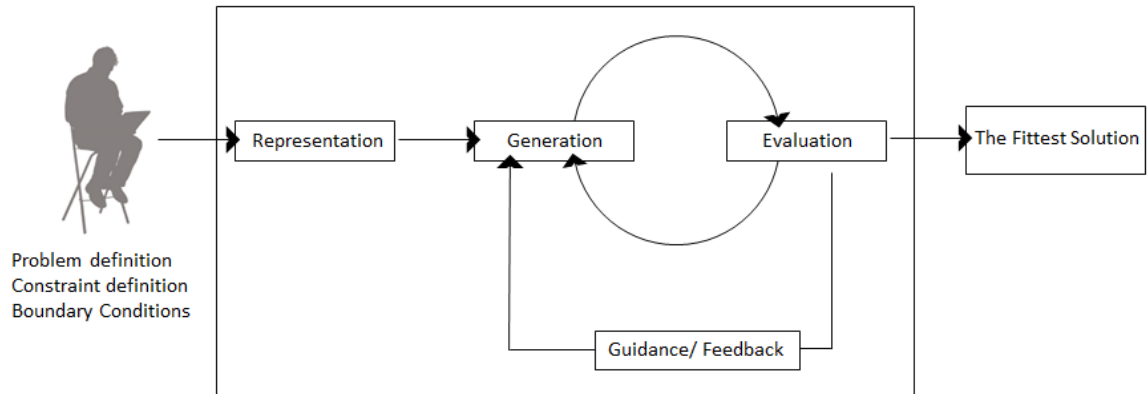 Representation
Generation
Evaluation
The Fittest Solution
Problem definition
Constraint definition
Boundary Conditions
Guidance/ Feedback